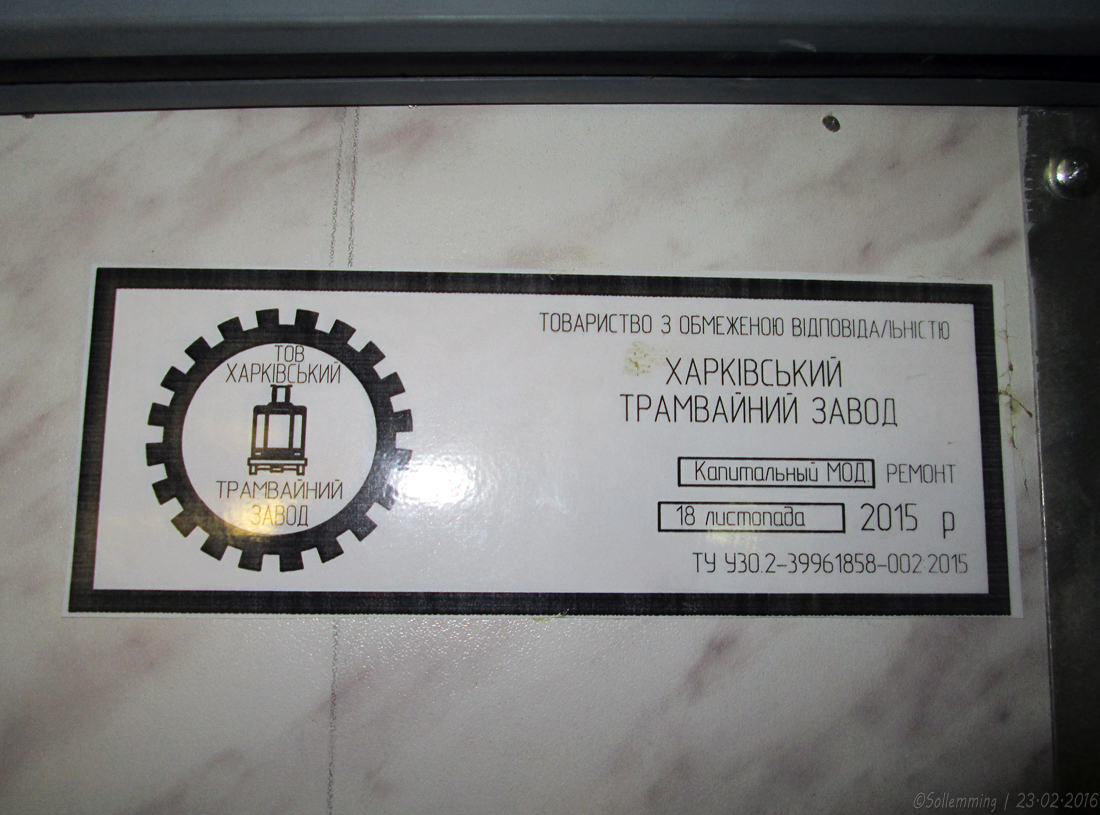 ТОВ
ХАРКІВСЬКИЙ
ТРАМВАЙНИЙ
ЗАВОД
ТОВАРИСТВО З ОБМЕЖЕНОЮ ВІДПОВІДАЛЬНІСТЮ
ХАРКІВСЬКИЙ
ТРАМВАЙНИЙ ЗАВОД
Капитальный МОД. РЕМОНТ
18 листопада 2015 р
ТУ УЗ0.2-39961858-002:2015
©Sollemming | 23·02·2016